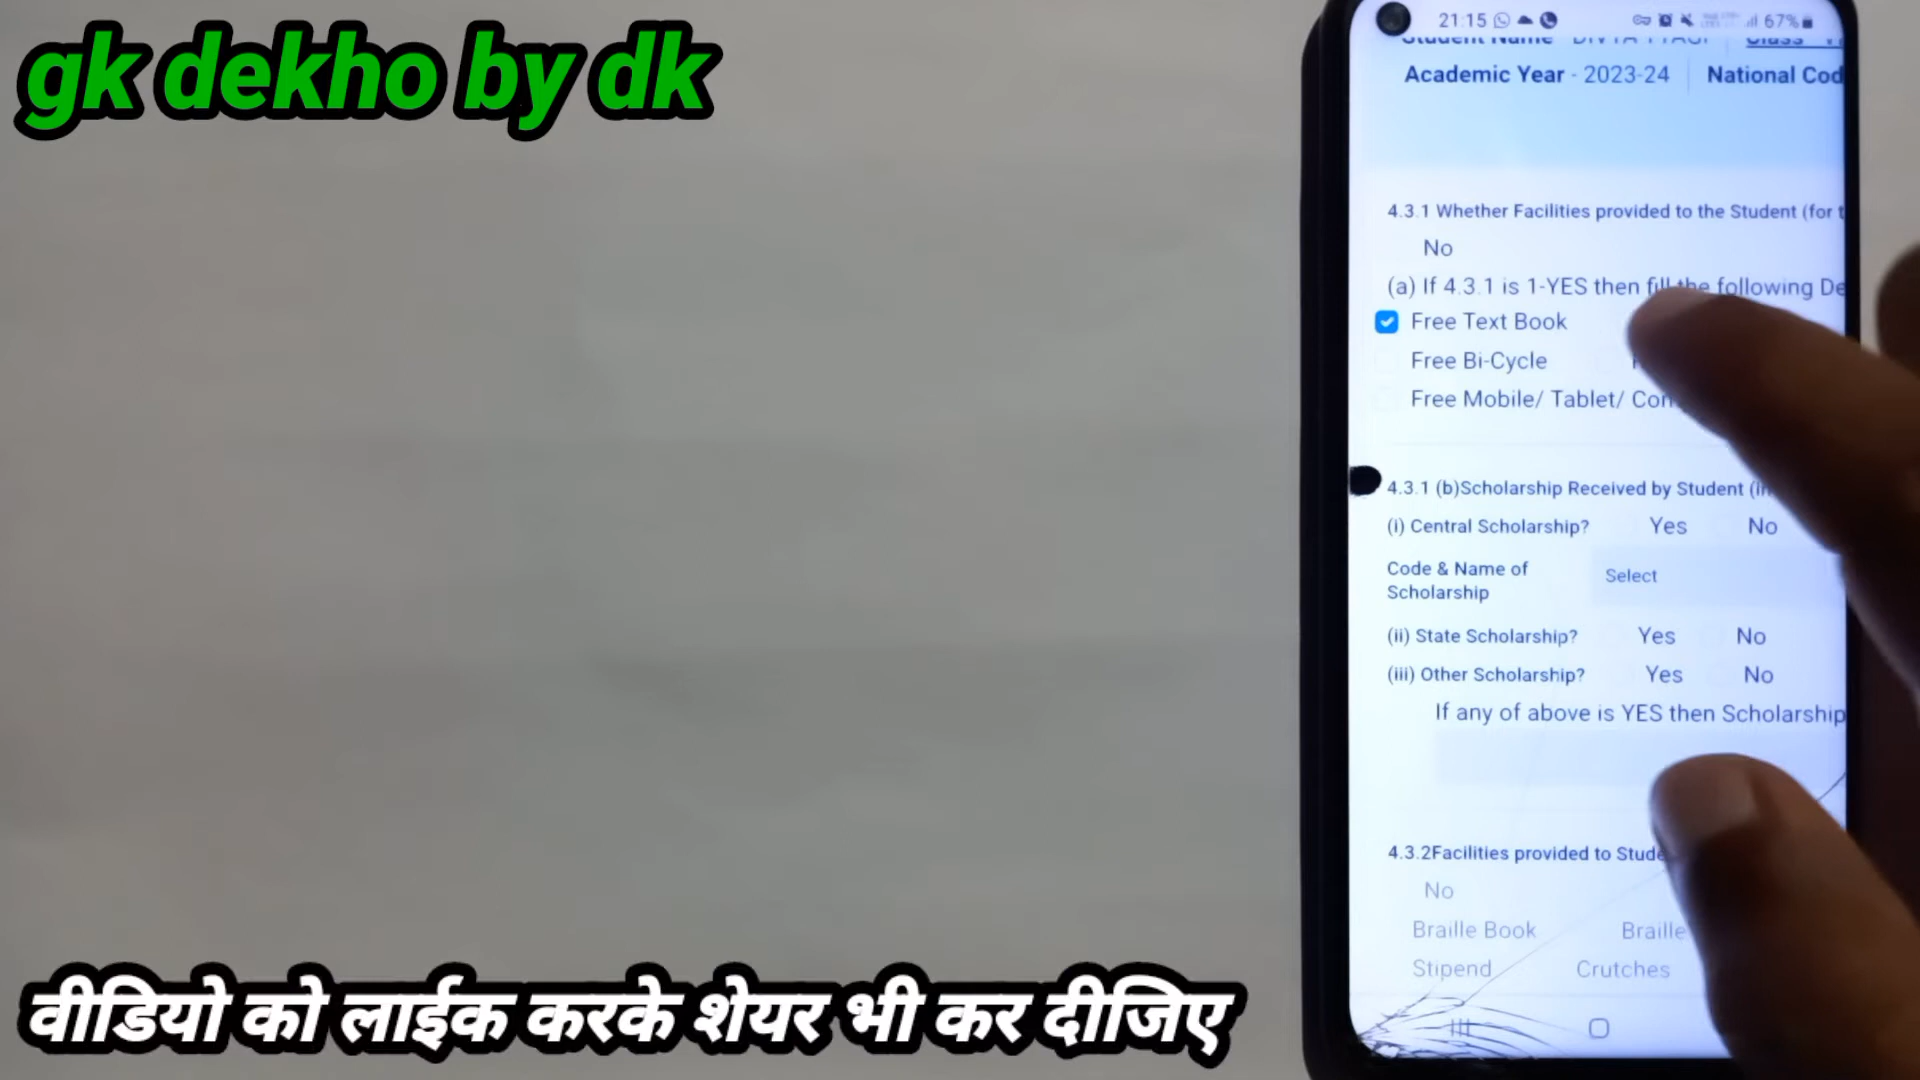 gk dekho by dk
21:15 67%
Academic Year - 2023-24 National Cod
4.3.1 Whether Facilities provided to the Student (for t
No
(a) If 4.3.1 is 1-YES then fill the following De
Free Text Book
Free Bi-Cycle
Free Mobile/ Tablet/ Con
4.3.1 (b)Scholarship Received by Student (in
(i) Central Scholarship? Yes No
Code & Name of
Scholarship
Select
(ii) State Scholarship? Yes No
(iii) Other Scholarship? Yes No
If any of above is YES then Scholarship
4.3.2Facilities provided to Stude
No
Braille Book Braille
Stipend Crutches
वीडियो को लाईक करके शेयर भी कर दीजिए